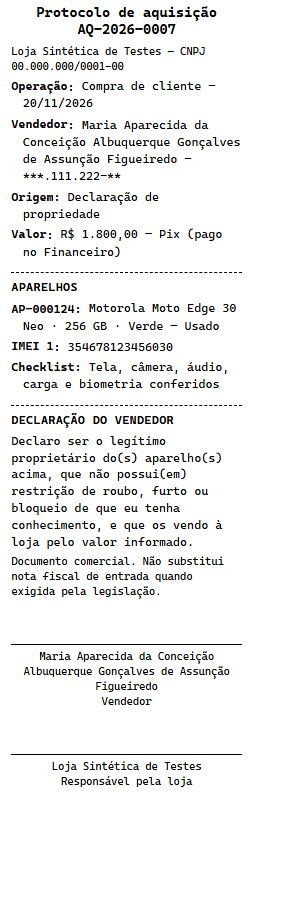 Protocolo de aquisição
AQ-2026-0007
Loja Sintética de Testes — CNPJ
00.000.000/0001-00
Operação: Compra de cliente —
20/11/2026
Vendedor: Maria Aparecida da
Conceição Albuquerque Gonçalves
de Assunção Figueiredo —
***.111.222-**
Origem: Declaração de
propriedade
Valor: R$ 1.800,00 — Pix (pago
no Financeiro)
APARELHOS
AP-000124: Motorola Moto Edge 30
Neo · 256 GB · Verde — Usado
IMEI 1: 354678123456030
Checklist: Tela, câmera, áudio,
carga e biometria conferidos
DECLARAÇÃO DO VENDEDOR
Declaro ser o legítimo
proprietário do(s) aparelho(s)
acima, que não possui(em)
restrição de roubo, furto ou
bloqueio de que eu tenha
conhecimento, e que os vendo à
loja pelo valor informado.
Documento comercial. Não substitui
nota fiscal de entrada quando
exigida pela legislação.
Maria Aparecida da Conceição
Albuquerque Gonçalves de Assunção
Figueiredo
Vendedor
Loja Sintética de Testes
Responsável pela loja